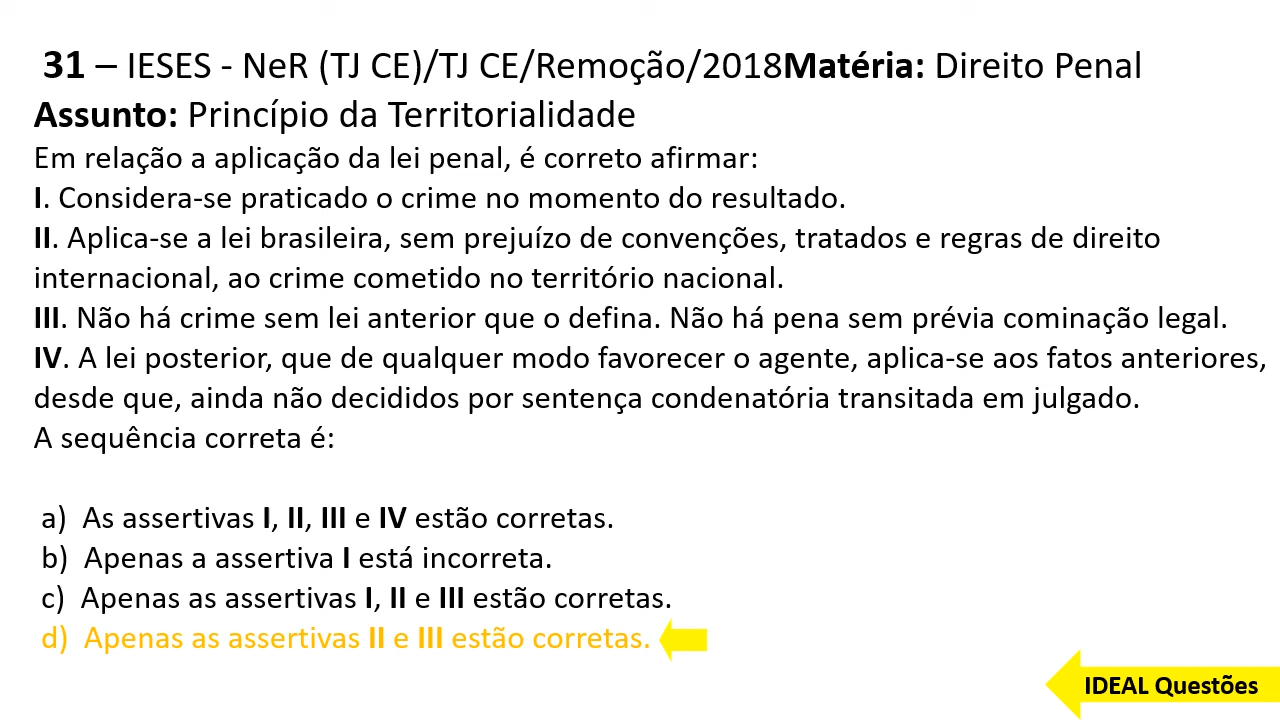 31 – IESES - NeR (TJ CE)/TJ CE/Remoção/2018Matéria: Direito Penal
Assunto: Princípio da Territorialidade
Em relação a aplicação da lei penal, é correto afirmar:
I. Considera-se praticado o crime no momento do resultado.
II. Aplica-se a lei brasileira, sem prejuízo de convenções, tratados e regras de direito
internacional, ao crime cometido no território nacional.
III. Não há crime sem lei anterior que o defina. Não há pena sem prévia cominação legal.
IV. A lei posterior, que de qualquer modo favorecer o agente, aplica-se aos fatos anteriores,
desde que, ainda não decididos por sentença condenatória transitada em julgado.
A sequência correta é:
a) As assertivas I, II, III e IV estão corretas.
b) Apenas a assertiva I está incorreta.
c) Apenas as assertivas I, II e III estão corretas.
d) Apenas as assertivas II e III estão corretas.
IDEAL Questões